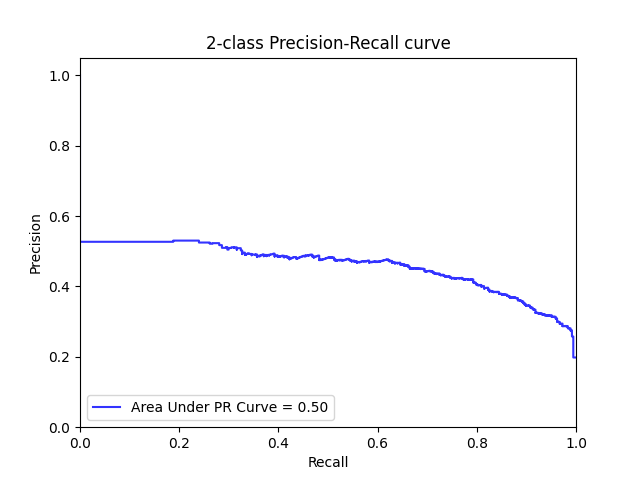 2-class Precision-Recall curve
1.0
0.8
0.6
0.4
0.2
0.0
Precision
Area Under PR Curve = 0.50
0.0 0.2 0.4 0.6 0.8 1.0
Recall